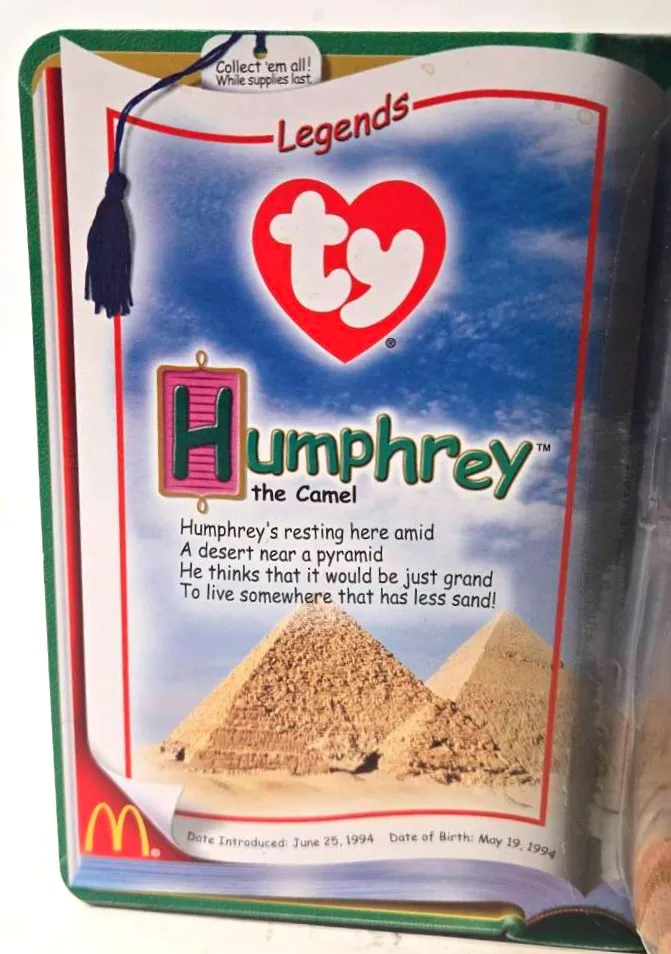 Collect 'em all!
While supplies last.
Legends
ty
®
Humphrey™
the Camel
Humphrey's resting here amid
A desert near a pyramid
He thinks that it would be just grand
To live somewhere that has less sand!
M®
Date Introduced: June 25, 1994 Date of Birth: May 19, 1994